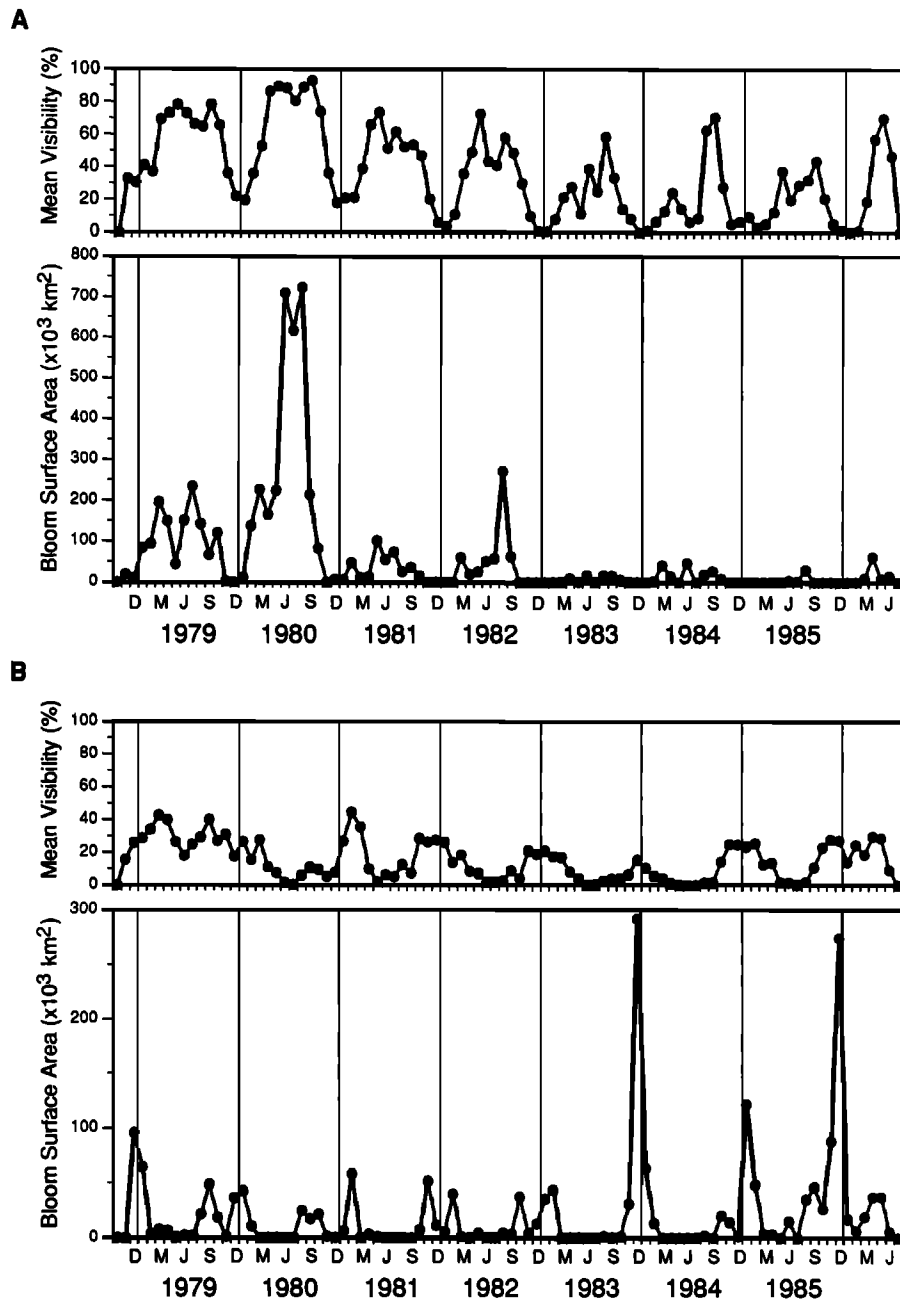 A
Mean Visibility (%)
100
80
60
40
20
0
Bloom Surface Area (x10³ km²)
800
700
600
500
400
300
200
100
0
D M J S D M J S D M J S D M J S D M J S D M J S D M J S D M J
1979 1980 1981 1982 1983 1984 1985
B
Mean Visibility (%)
100
80
60
40
20
0
Bloom Surface Area (x10³ km²)
300
200
100
0
D M J S D M J S D M J S D M J S D M J S D M J S D M J S D M J
1979 1980 1981 1982 1983 1984 1985